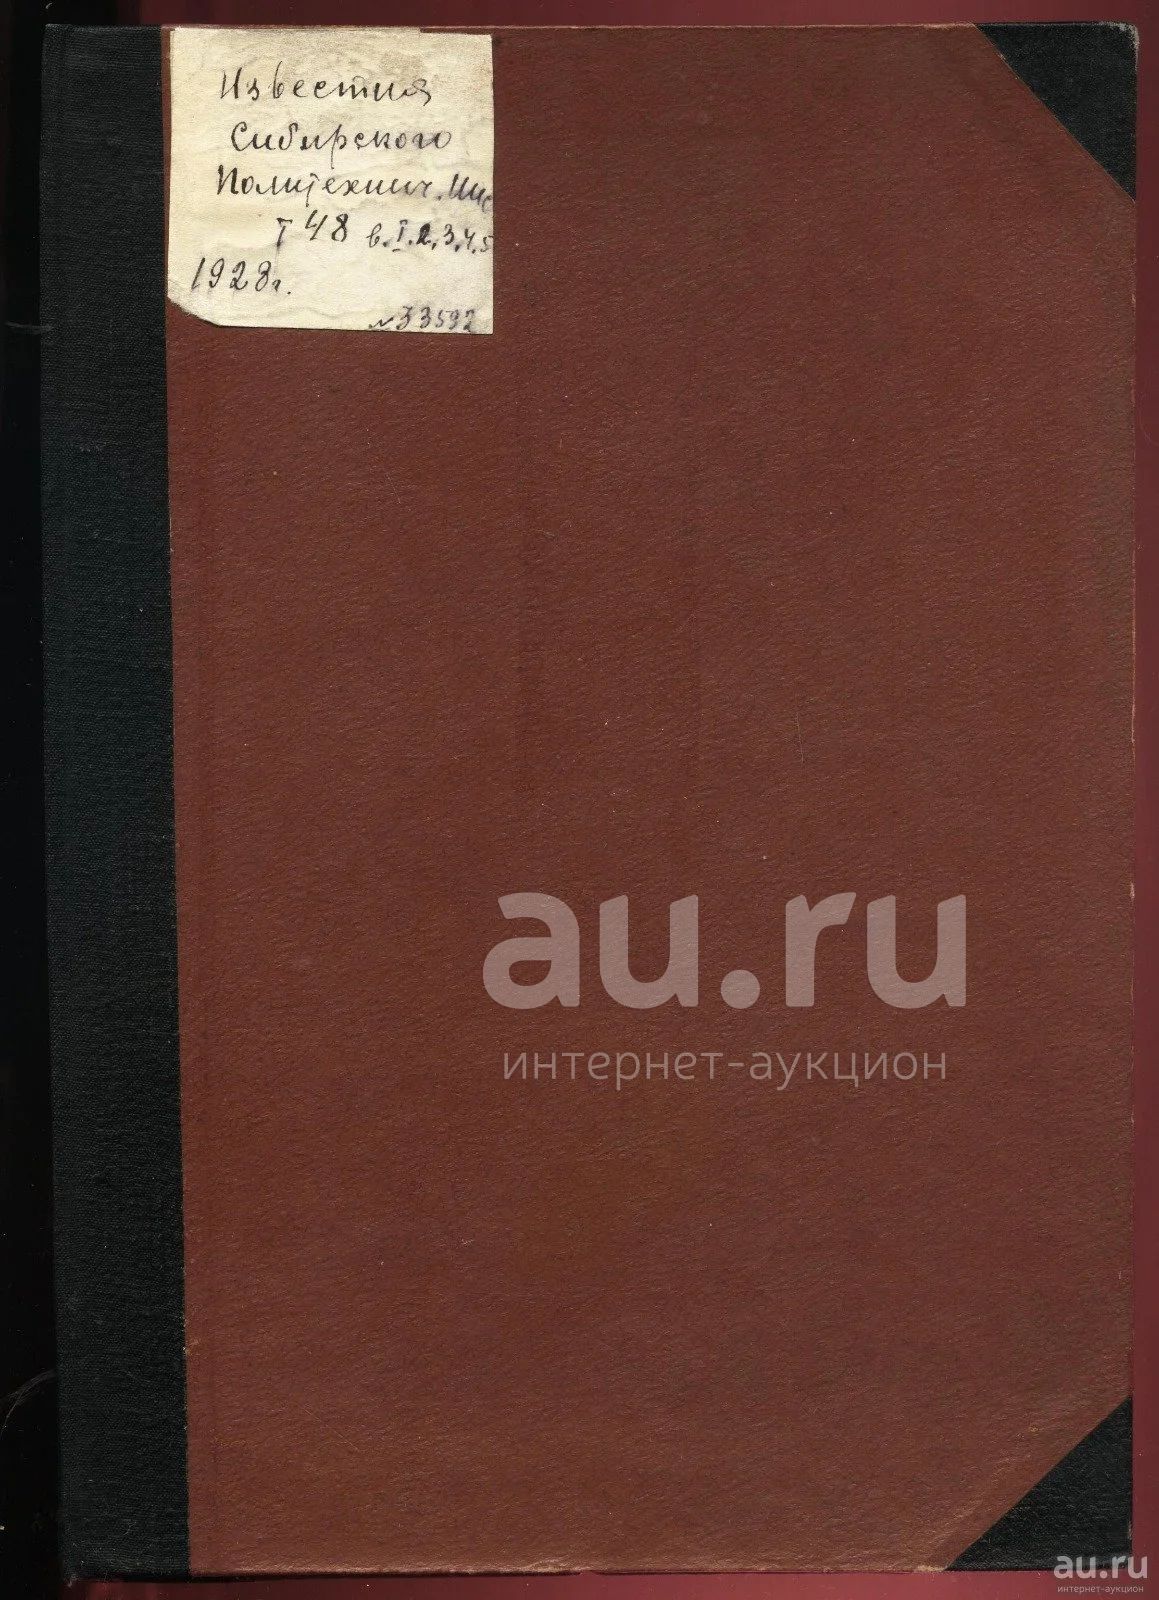 Известия
Сибирского
Политехнич. Инс
т 48 в. I. 2, 3, 4, 5
1928г.
№ 33592
au.ru
интернет-аукцион
au.ru
интернет-аукцион